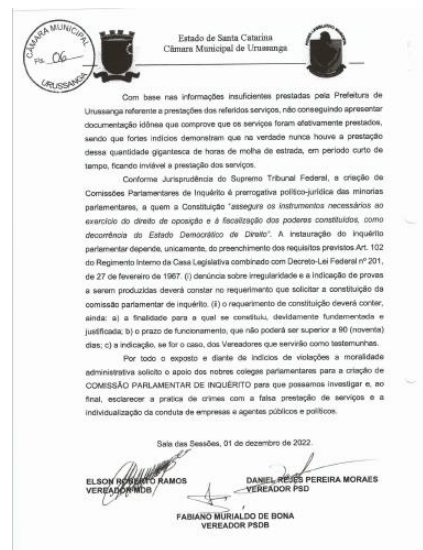 CÂMARA MUNICIPAL
Fls. 06
URUSSANGA
Estado de Santa Catarina
Câmara Municipal de Urussanga
Com base nas informações insuficientes prestadas pela Prefeitura de
Urussanga referente a prestações dos referidos serviços, não conseguindo apresentar
documentação idônea que comprove que os serviços foram efetivamente prestados,
sendo que fortes indícios demonstram que na verdade nunca houve a prestação
dessa quantidade gigantesca de horas de molha de estrada, em período curto de
tempo, ficando inviável a prestação dos serviços.
Conforme Jurisprudência do Supremo Tribunal Federal, a criação de
Comissões Parlamentares de Inquérito é prerrogativa político-jurídica das minorias
parlamentares, a quem a Constituição "assegura os instrumentos necessários ao
exercício do direito de oposição e à fiscalização dos poderes constituídos, como
decorrência do Estado Democrático de Direito". A instauração do inquérito
parlamentar depende, unicamente, do preenchimento dos requisitos previstos Art. 102
do Regimento Interno da Casa Legislativa combinado com Decreto-Lei Federal nº 201,
de 27 de fevereiro de 1967. (i) denúncia sobre irregularidade e a indicação de provas
a serem produzidas deverá constar no requerimento que solicitar a constituição da
comissão parlamentar de inquérito. (ii) o requerimento de constituição deverá conter,
ainda: a) a finalidade para a qual se constitui, devidamente fundamentada e
justificada; b) o prazo de funcionamento, que não poderá ser superior a 90 (noventa)
dias; c) a indicação, se for o caso, dos Vereadores que servirão como testemunhas.
Por todo o exposto e diante de indícios de violações a moralidade
administrativa solicito o apoio dos nobres colegas parlamentares para a criação de
COMISSÃO PARLAMENTAR DE INQUÉRITO para que possamos investigar e, ao
final, esclarecer a pratica de crimes com a falsa prestação de serviços e a
individualização da conduta de empresas e agentes públicos e políticos.
Sala das Sessões, 01 de dezembro de 2022.
ELSON ROBERTO RAMOS
VEREADOR MDB
DANIEL REJES PEREIRA MORAES
VEREADOR PSD
FABIANO MURIALDO DE BONA
VEREADOR PSDB